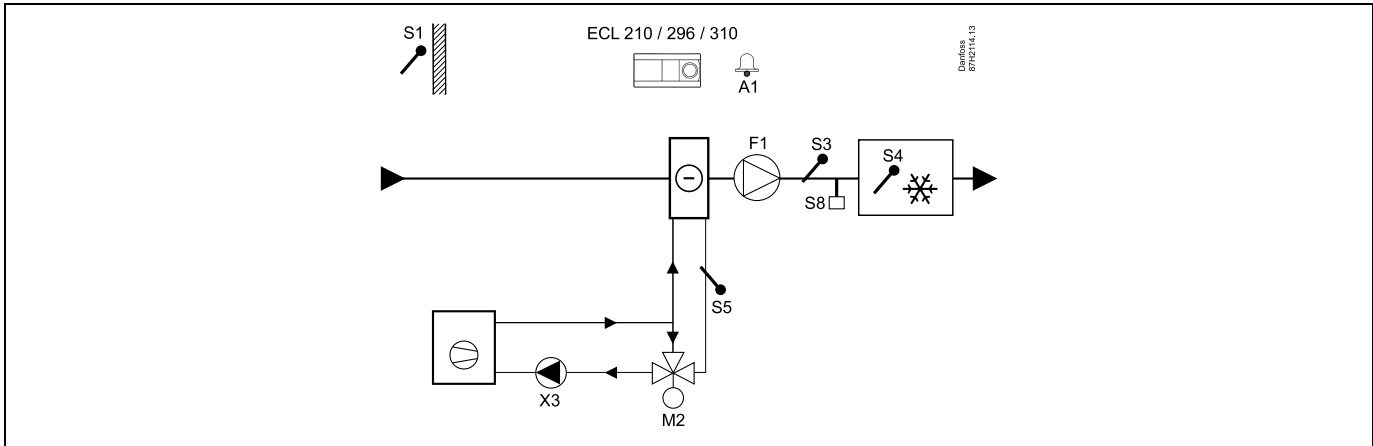 S1
ECL 210 / 296 / 310
A1
Danfoss
87H2114.13
F1
S3
S4
S8
S5
X3
M2